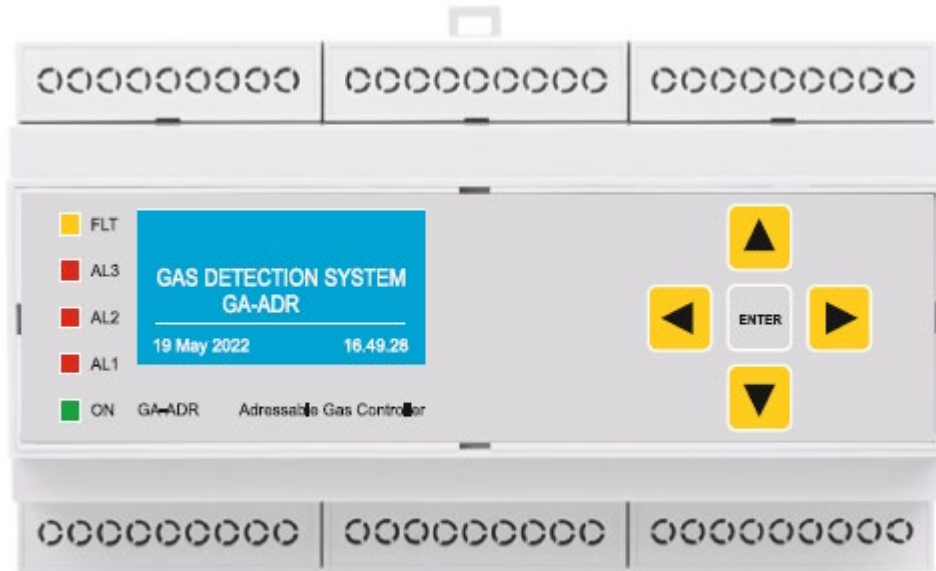 FLT
AL3
AL2
AL1
ON
GAS DETECTION SYSTEM
GA-ADR
19 May 2022 16.49.28
GA-ADR Adressable Gas Controller
ENTER